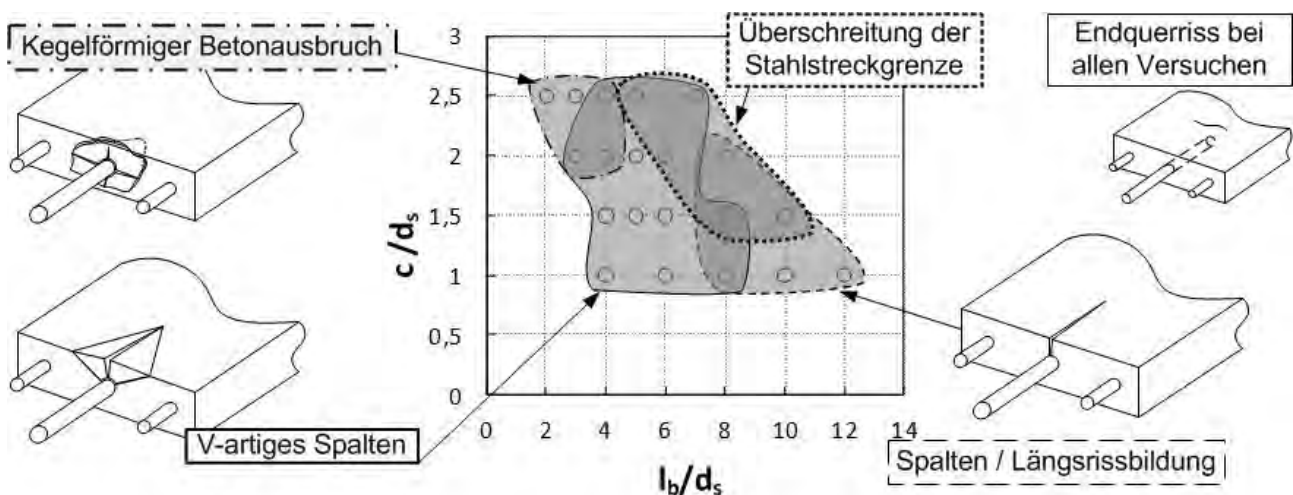 Kegelförmiger Betonausbruch
Überschreitung der
Stahlstreckgrenze
Endquerriss bei
allen Versuchen
3
2,5
2
1,5
1
0,5
0
c/ds
0 2 4 6 8 10 12 14
lb/ds
V-artiges Spalten
Spalten / Längsrissbildung